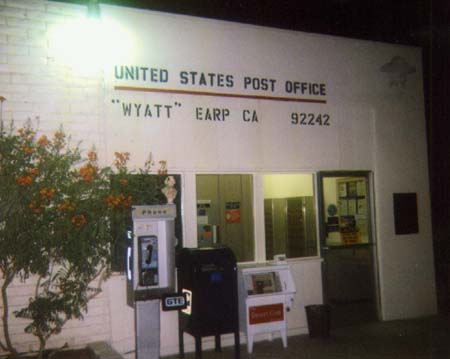 UNITED STATES POST OFFICE
"WYATT" EARP CA 92242
Phone
GTE